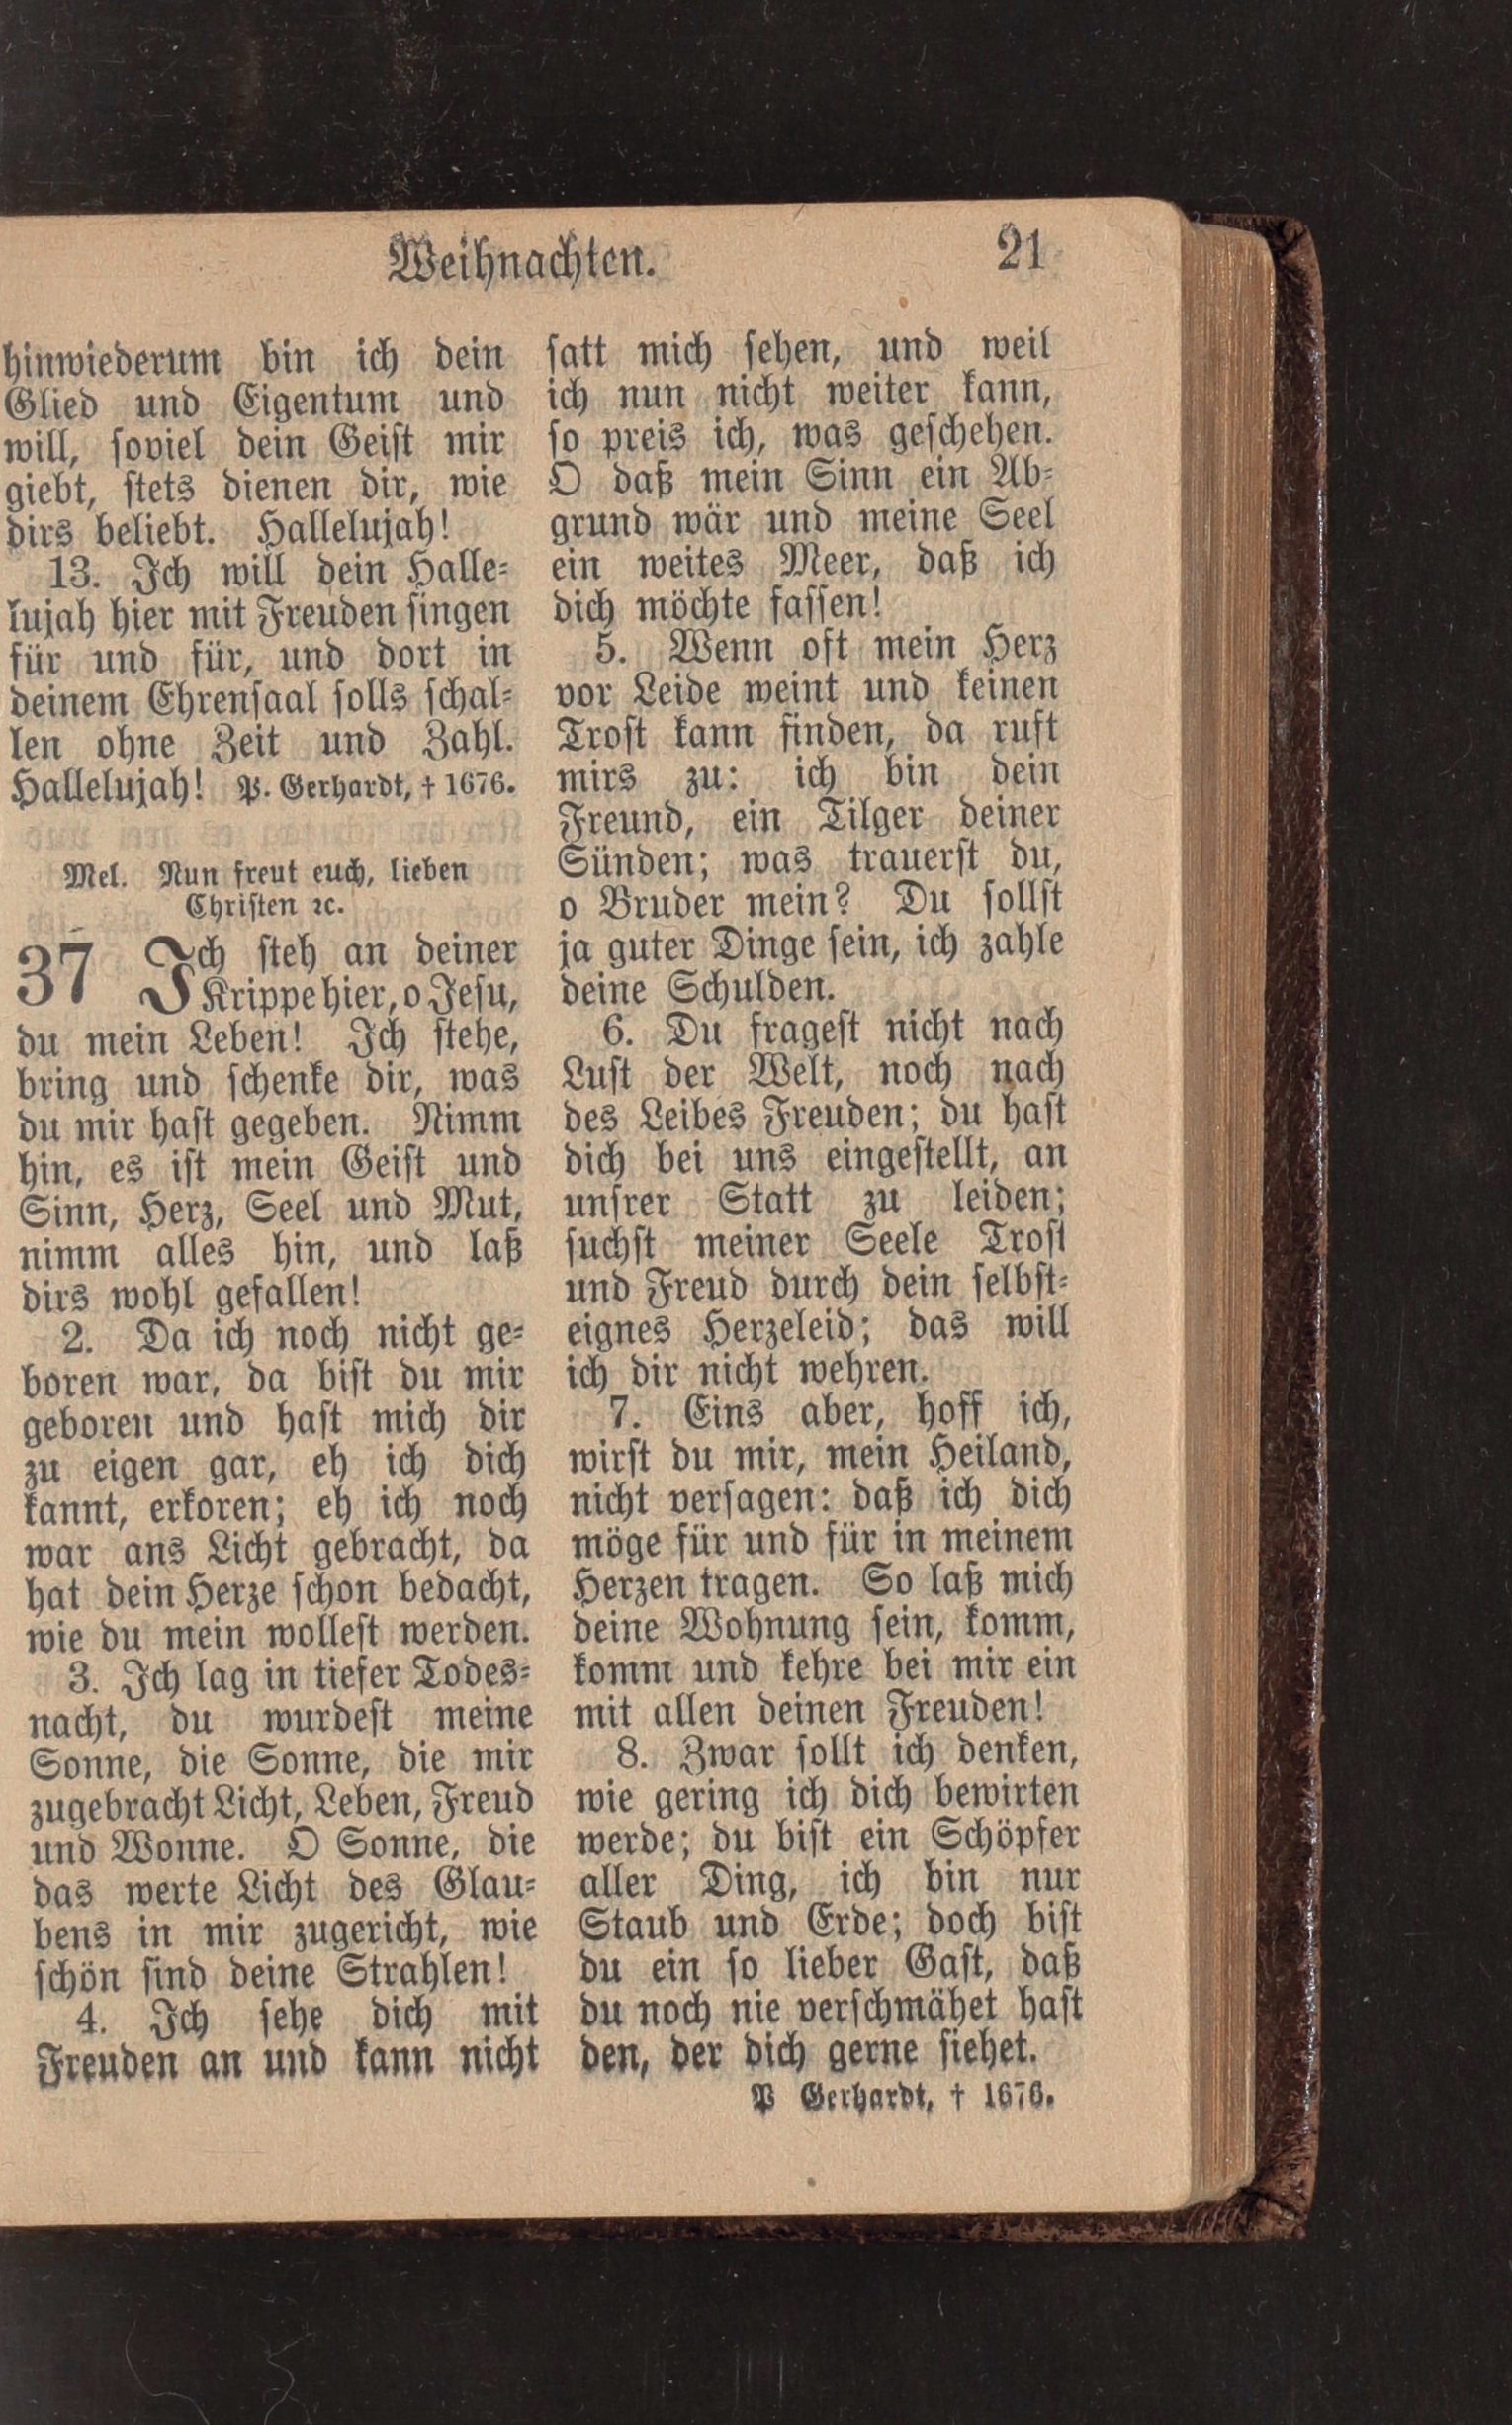 Weihnachten. 21
hinwiederum bin ich dein
Glied und Eigentum und
will, soviel dein Geist mir
giebt, stets dienen dir, wie
dirs beliebt. Hallelujah!
13. Ich will dein Halle-
lujah hier mit Freuden singen
für und für, und dort in
deinem Ehrensaal solls schal-
len ohne Zeit und Zahl.
Hallelujah! P. Gerhardt, † 1676.
Mel. Nun freut euch, lieben
Christen ꝛc.
37 Ich steh an deiner
Krippe hier, o Jesu,
du mein Leben! Ich stehe,
bring und schenke dir, was
du mir hast gegeben. Nimm
hin, es ist mein Geist und
Sinn, Herz, Seel und Mut,
nimm alles hin, und laß
dirs wohl gefallen!
2. Da ich noch nicht ge-
boren war, da bist du mir
geboren und hast mich dir
zu eigen gar, eh ich dich
kannt, erkoren; eh ich noch
war ans Licht gebracht, da
hat dein Herze schon bedacht,
wie du mein wollest werden.
3. Ich lag in tiefer Todes-
nacht, du wurdest meine
Sonne, die Sonne, die mir
zugebracht Licht, Leben, Freud
und Wonne. O Sonne, die
das werte Licht des Glau-
bens in mir zugericht, wie
schön sind deine Strahlen!
4. Ich sehe dich mit
Freuden an und kann nicht
satt mich sehen, und weil
ich nun nicht weiter kann,
so preis ich, was geschehen.
O daß mein Sinn ein Ab-
grund wär und meine Seel
ein weites Meer, daß ich
dich möchte fassen!
5. Wenn oft mein Herz
vor Leide weint und keinen
Trost kann finden, da ruft
mirs zu: ich bin dein
Freund, ein Tilger deiner
Sünden; was trauerst du,
o Bruder mein? Du sollst
ja guter Dinge sein, ich zahle
deine Schulden.
6. Du fragest nicht nach
Lust der Welt, noch nach
des Leibes Freuden; du hast
dich bei uns eingestellt, an
unsrer Statt zu leiden;
suchst meiner Seele Trost
und Freud durch dein selbst-
eignes Herzeleid; das will
ich dir nicht wehren.
7. Eins aber, hoff ich,
wirst du mir, mein Heiland,
nicht versagen: daß ich dich
möge für und für in meinem
Herzen tragen. So laß mich
deine Wohnung sein, komm,
komm und kehre bei mir ein
mit allen deinen Freuden!
8. Zwar sollt ich denken,
wie gering ich dich bewirten
werde; du bist ein Schöpfer
aller Ding, ich bin nur
Staub und Erde; doch bist
du ein so lieber Gast, daß
du noch nie verschmähet hast
den, der dich gerne siehet.
P Gerhardt, † 1676.